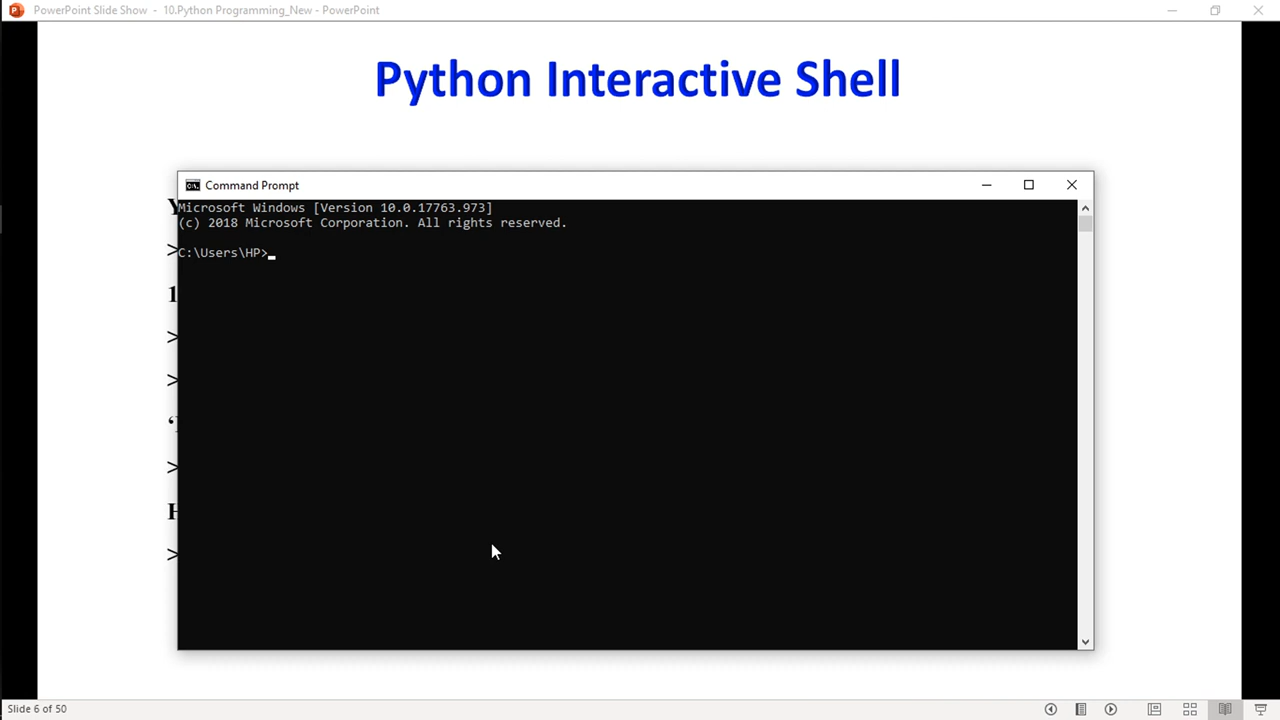 PowerPoint Slide Show - 10.Python Programming_New - PowerPoint
Python Interactive Shell
Command Prompt
Microsoft Windows [Version 10.0.17763.973]
(c) 2018 Microsoft Corporation. All rights reserved.
C:\Users\HP>
>
1
>
>
>
H
>
Slide 6 of 50